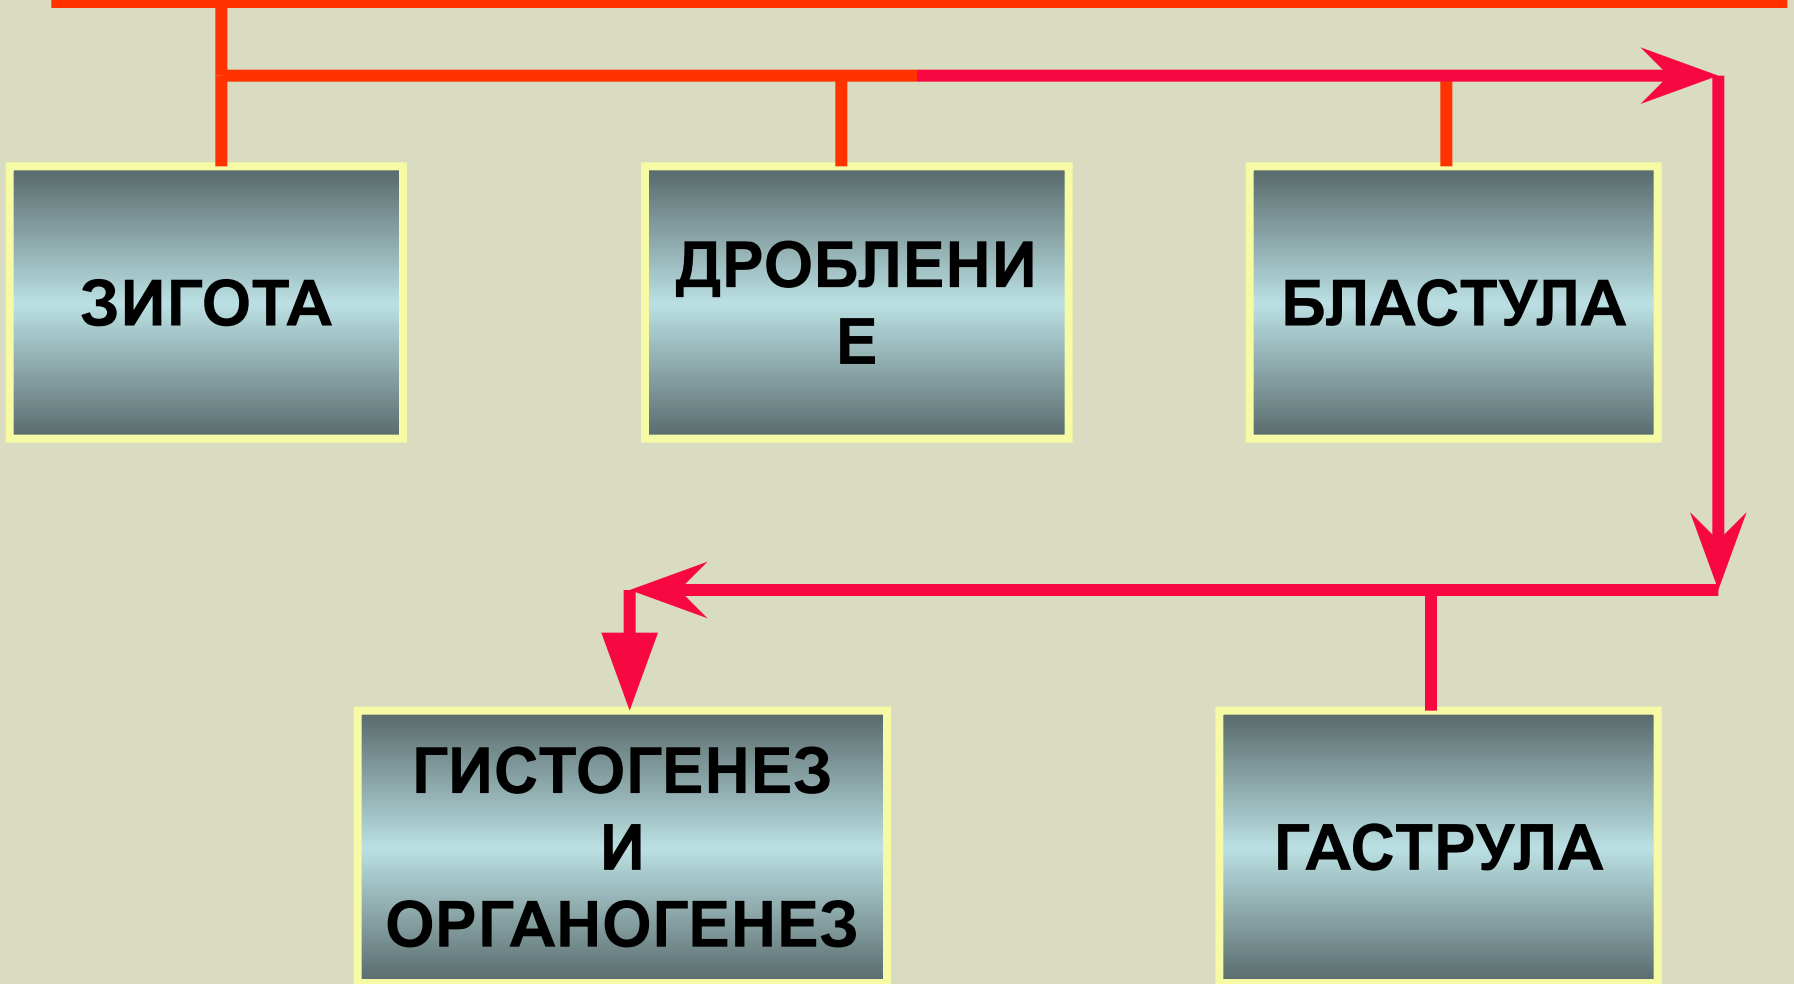 ЗИГОТА
ДРОБЛЕНИ
Е
БЛАСТУЛА
ГИСТОГЕНЕЗ
И
ОРГАНОГЕНЕЗ
ГАСТРУЛА